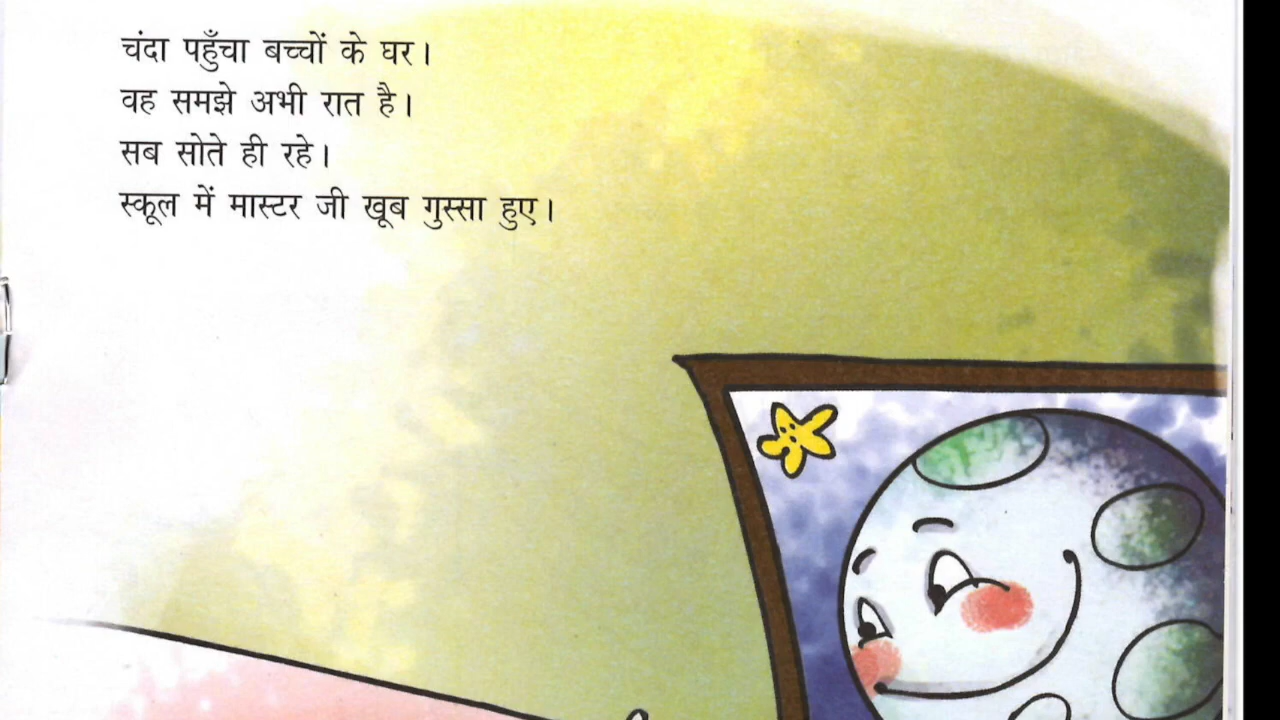 चंदा पहुँचा बच्चों के घर।
वह समझे अभी रात है।
सब सोते ही रहे।
स्कूल में मास्टर जी खूब गुस्सा हुए।